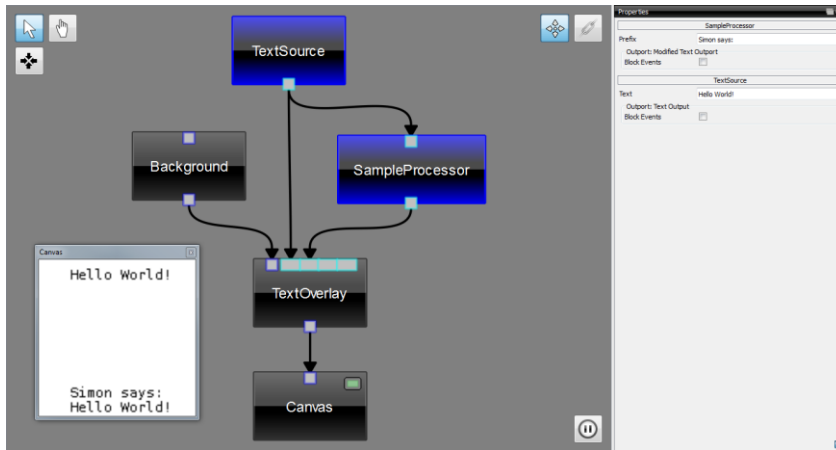 TextSource
Background
SampleProcessor
TextOverlay
Canvas
Canvas
Hello World!
Simon says:
Hello World!
Properties
SampleProcessor
Prefix Simon says:
Outport: Modified Text Outport
Block Events
TextSource
Text Hello World!
Outport: Text Output
Block Events